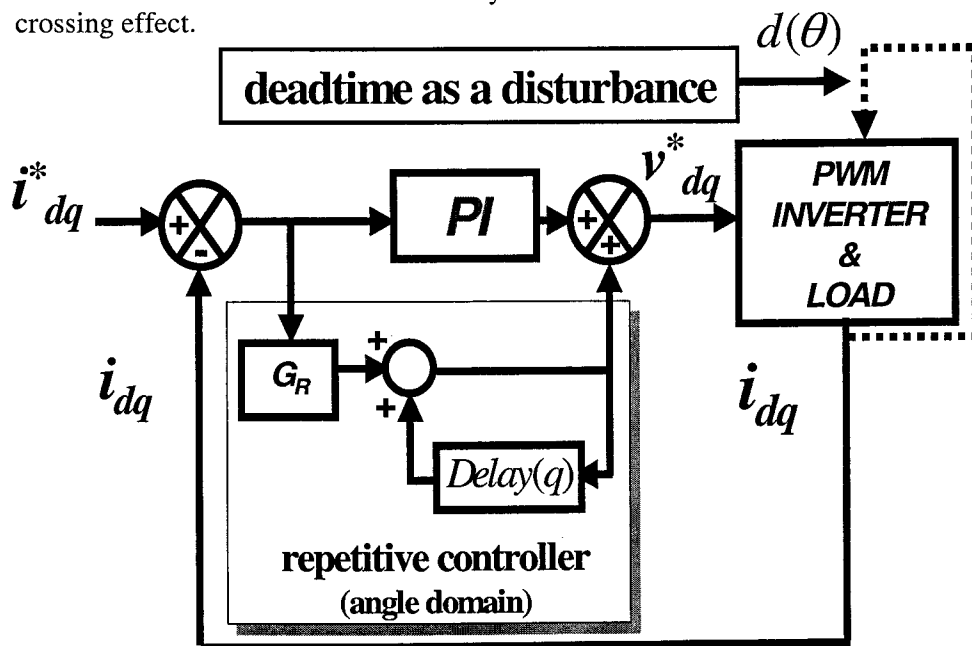 crossing effect.
d(θ)
deadtime as a disturbance
i*dq
+
-
PI
+
+
v*dq
PWM
INVERTER
&
LOAD
idq
GR
+
+
Delay(q)
idq
repetitive controller
(angle domain)